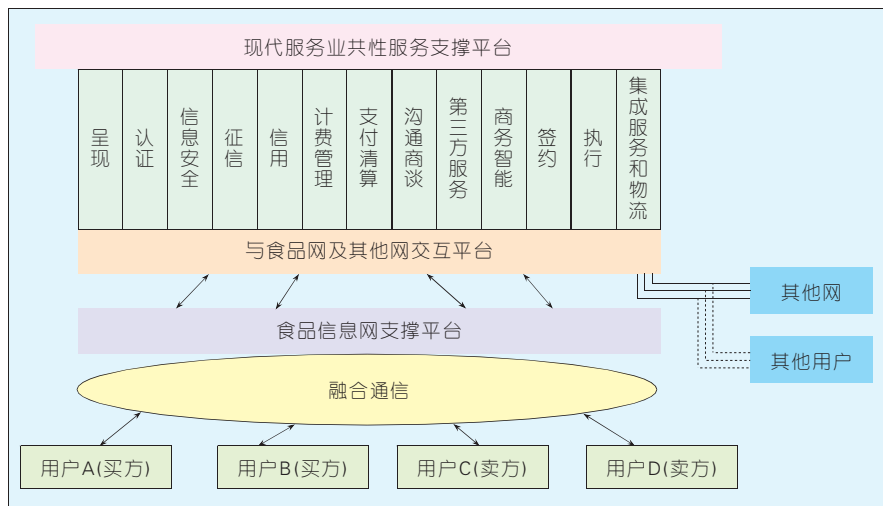 现代服务业共性服务支撑平台
呈现
认证
信息安全
征信
信用
计费管理
支付清算
沟通商谈
第三方服务
商务智能
签约
执行
集成服务和物流
与食品网及其他网交互平台
其他网
食品信息网支撑平台
其他用户
融合通信
用户A(买方)
用户B(买方)
用户C(卖方)
用户D(卖方)